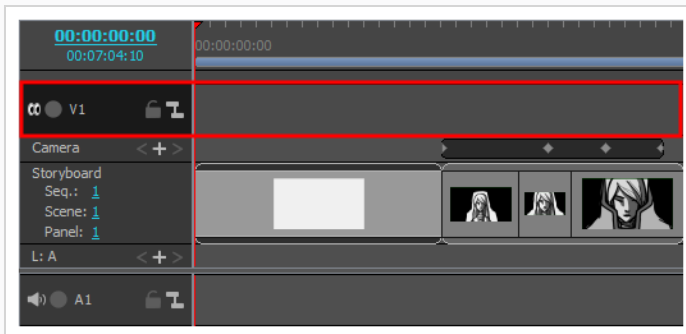 00:00:00:00
00:07:04:10
00:00:00:00
V1
Camera
Storyboard
Seq.: 1
Scene: 1
Panel: 1
L: A
A1